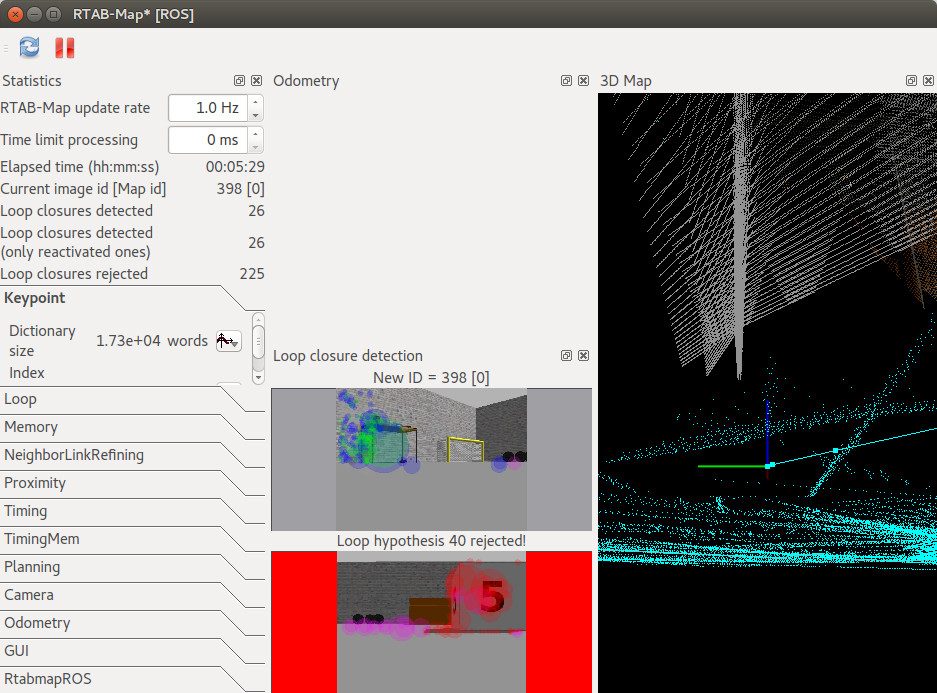 RTAB-Map* [ROS]
Statistics
RTAB-Map update rate 1.0 Hz
Time limit processing 0 ms
Elapsed time (hh:mm:ss) 00:05:29
Current image id [Map id] 398 [0]
Loop closures detected 26
Loop closures detected
(only reactivated ones) 26
Loop closures rejected 225
Keypoint
Dictionary
size 1.73e+04 words
Index
Loop
Memory
NeighborLinkRefining
Proximity
Timing
TimingMem
Planning
Camera
Odometry
GUI
RtabmapROS
Odometry
Loop closure detection
New ID = 398 [0]
Loop hypothesis 40 rejected!
5
3D Map